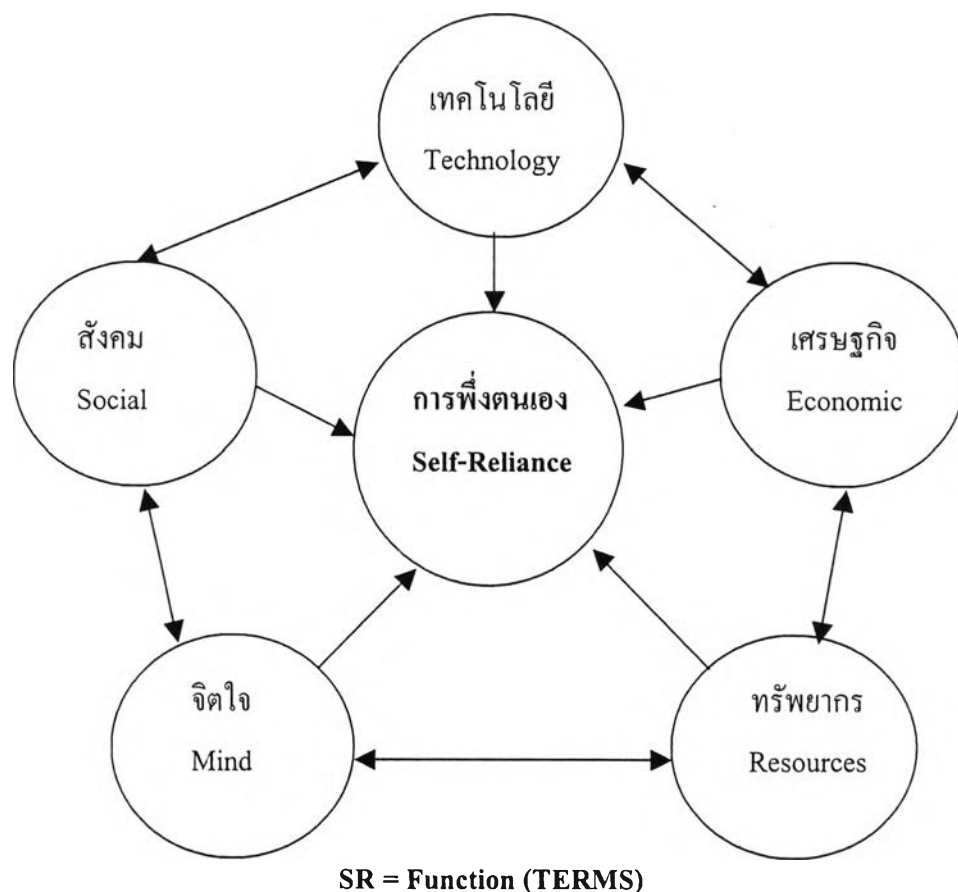 เทคโนโลยี
Technology
สังคม
Social
เศรษฐกิจ
Economic
การพึ่งตนเอง
Self-Reliance
จิตใจ
Mind
ทรัพยากร
Resources
SR = Function (TERMS)